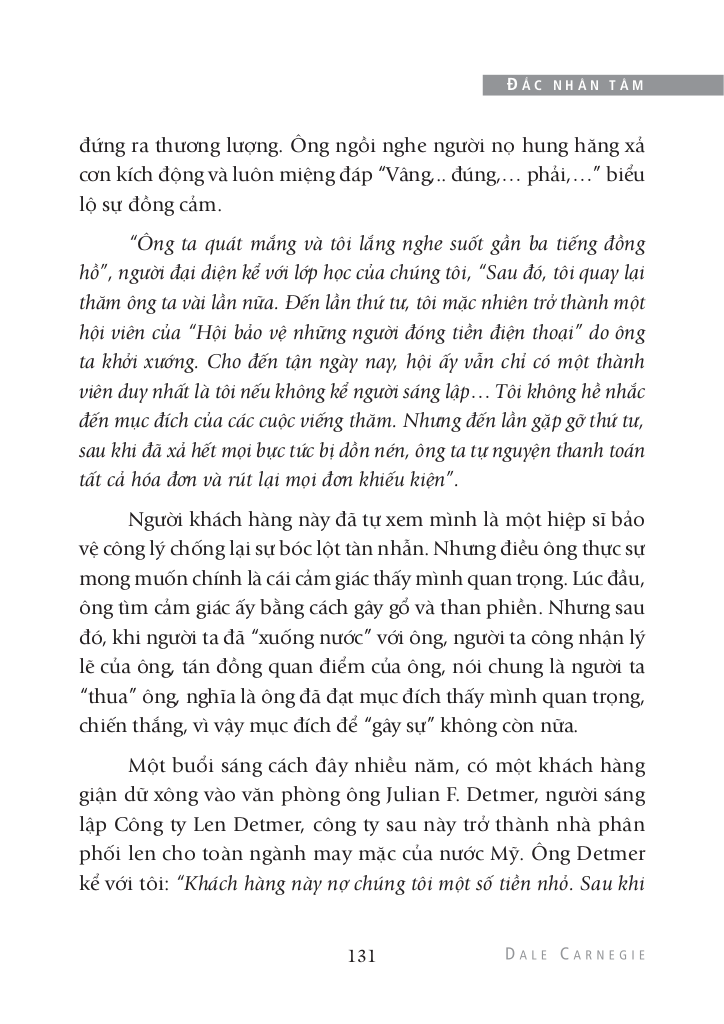 ĐẮC NHÂN TÂM
đứng ra thương lượng. Ông ngồi nghe người nọ hung hăng xả
cơn kích động và luôn miệng đáp “Vâng,.. đúng,… phải,…” biểu
lộ sự đồng cảm.
“Ông ta quát mắng và tôi lắng nghe suốt gần ba tiếng đồng
hồ”, người đại diện kể với lớp học của chúng tôi, “Sau đó, tôi quay lại
thăm ông ta vài lần nữa. Đến lần thứ tư, tôi mặc nhiên trở thành một
hội viên của “Hội bảo vệ những người đóng tiền điện thoại” do ông
ta khởi xướng. Cho đến tận ngày nay, hội ấy vẫn chỉ có một thành
viên duy nhất là tôi nếu không kể người sáng lập… Tôi không hề nhắc
đến mục đích của các cuộc viếng thăm. Nhưng đến lần gặp gỡ thứ tư,
sau khi đã xả hết mọi bực tức bị dồn nén, ông ta tự nguyện thanh toán
tất cả hóa đơn và rút lại mọi đơn khiếu kiện”.
Người khách hàng này đã tự xem mình là một hiệp sĩ bảo
vệ công lý chống lại sự bóc lột tàn nhẫn. Nhưng điều ông thực sự
mong muốn chính là cái cảm giác thấy mình quan trọng. Lúc đầu,
ông tìm cảm giác ấy bằng cách gây gổ và than phiền. Nhưng sau
đó, khi người ta đã “xuống nước” với ông, người ta công nhận lý
lẽ của ông, tán đồng quan điểm của ông, nói chung là người ta
“thua” ông, nghĩa là ông đã đạt mục đích thấy mình quan trọng,
chiến thắng, vì vậy mục đích để “gây sự” không còn nữa.
Một buổi sáng cách đây nhiều năm, có một khách hàng
giận dữ xông vào văn phòng ông Julian F. Detmer, người sáng
lập Công ty Len Detmer, công ty sau này trở thành nhà phân
phối len cho toàn ngành may mặc của nước Mỹ. Ông Detmer
kể với tôi: “Khách hàng này nợ chúng tôi một số tiền nhỏ. Sau khi
131
DALE CARNEGIE